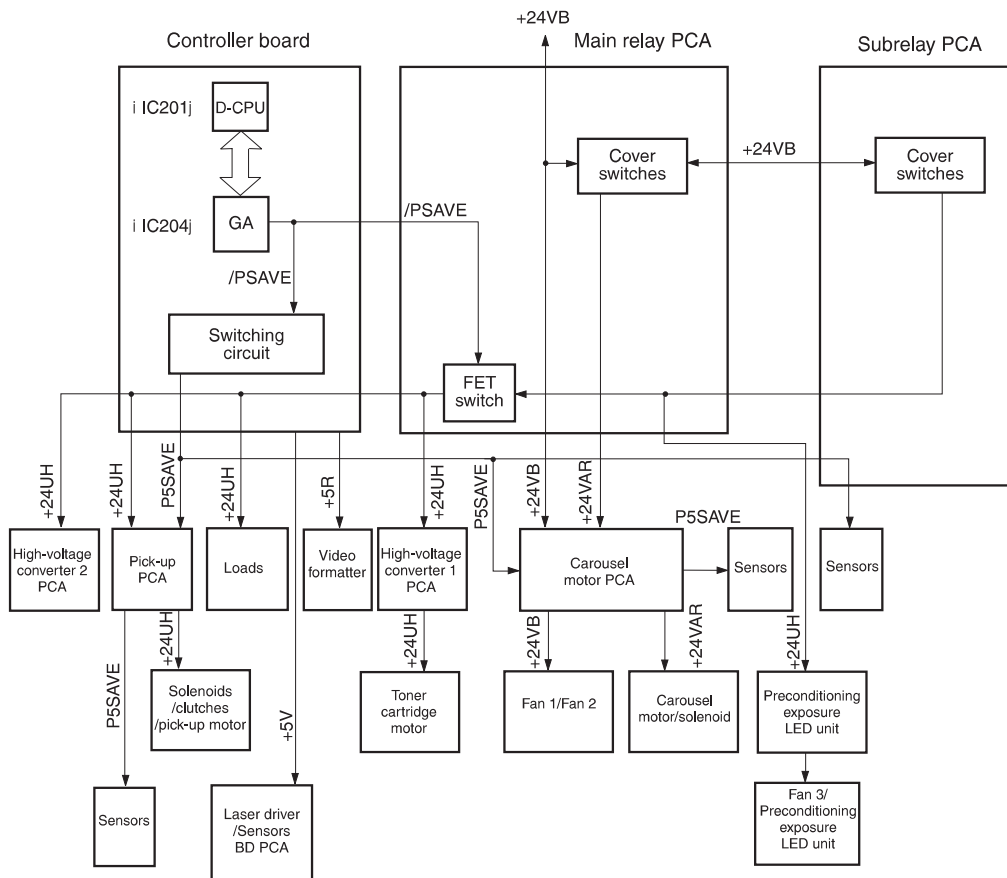 +24VB
Controller board
Main relay PCA
Subrelay PCA
¡ IC201¡
D-CPU
Cover
switches
+24VB
Cover
switches
/PSAVE
¡ IC204¡
GA
/PSAVE
Switching
circuit
FET
switch
+24UH
+24UH
P5SAVE
+24UH
+5R
+24UH
P5SAVE
+24VB
+24VAR
P5SAVE
High-voltage
converter 2
PCA
Pick-up
PCA
Loads
Video
formatter
High-voltage
converter 1
PCA
Carousel
motor PCA
Sensors
Sensors
P5SAVE
+24UH
+5V
+24VB
+24VAR
+24UH
Solenoids
/clutches
/pick-up motor
Toner
cartridge
motor
Fan 1/Fan 2
Carousel
motor/solenoid
Preconditioning
exposure
LED unit
Sensors
Laser driver
/Sensors
BD PCA
Fan 3/
Preconditioning
exposure
LED unit